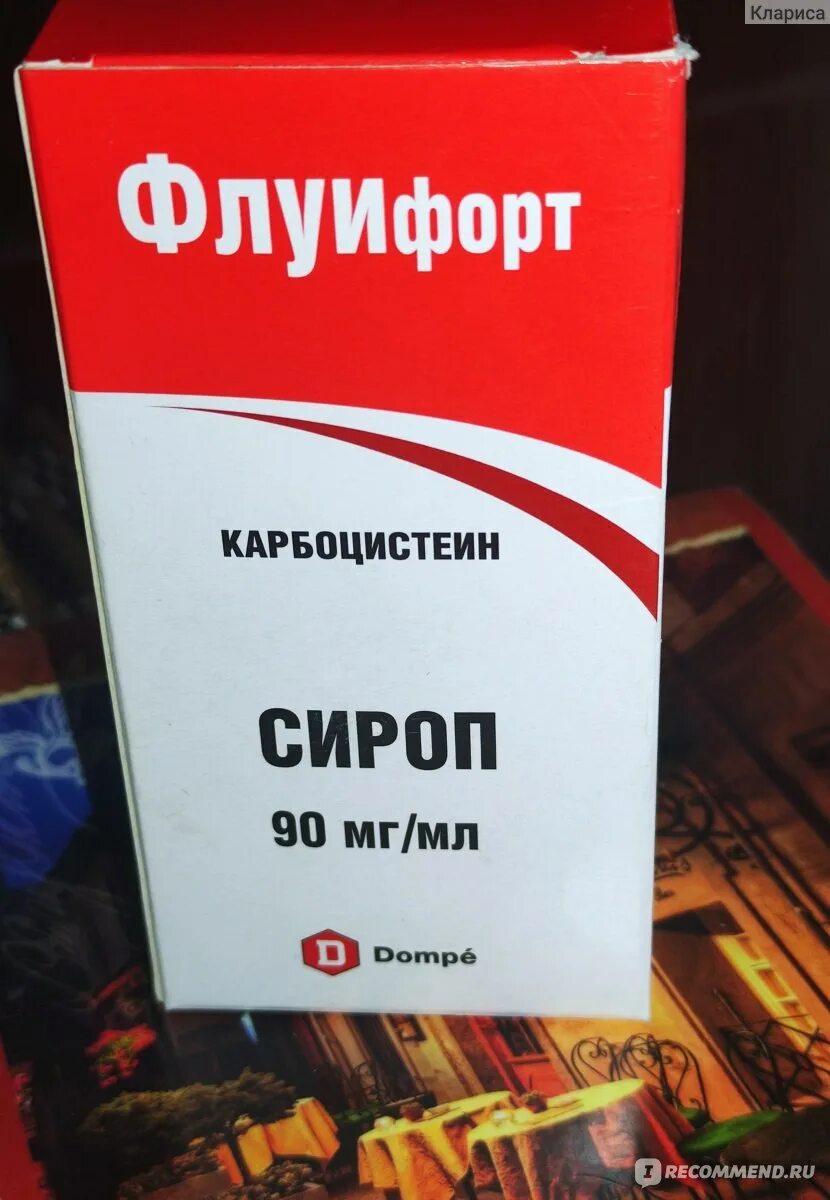 Клариса
Флуифорт
КАРБОЦИСТЕИН
СИРОП
90 мг/мл
D Dompé
I RECOMMEND.RU